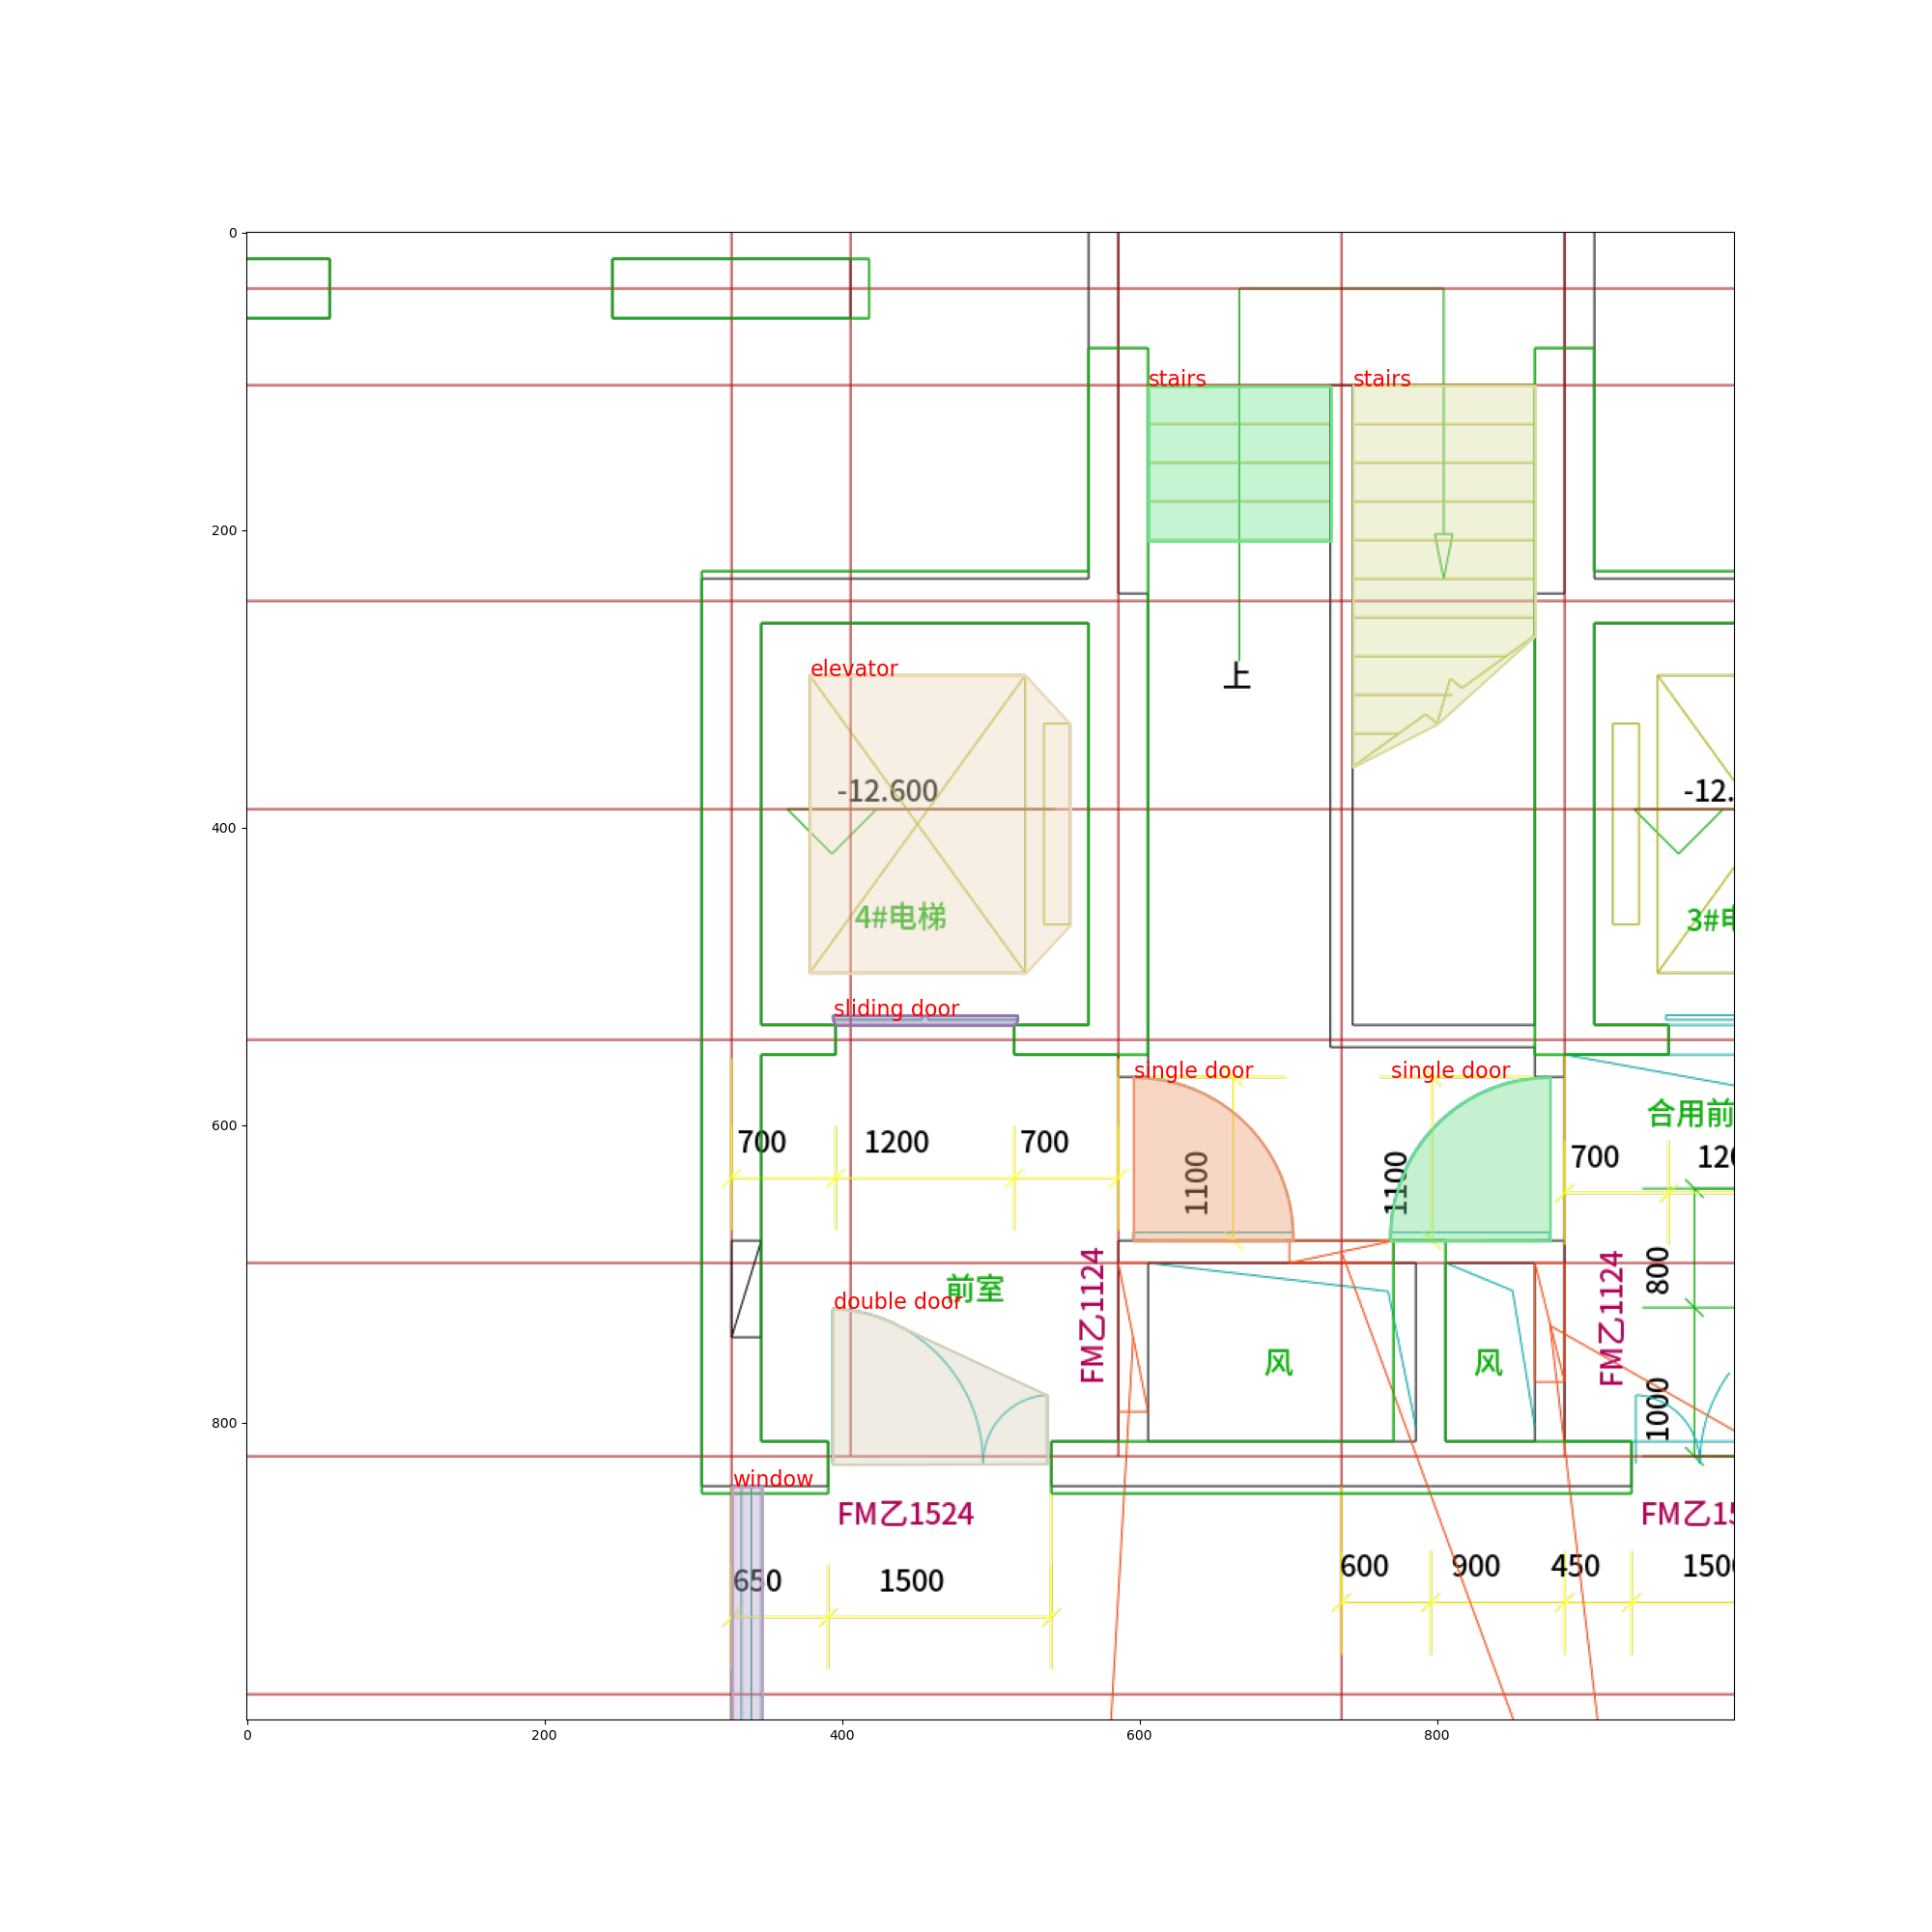 0
stairs
stairs
200
elevator
上
-12.600
-12.
400
4#电梯
3#电
sliding door
single door
single door
600
700
1200
700
1100
1100
合用前
700
120
前室
double door
FM乙1124
风
风
FM乙1124
800
1000
800
window
FM乙1524
FM乙15
650
1500
600
900
450
1500
0
200
400
600
800